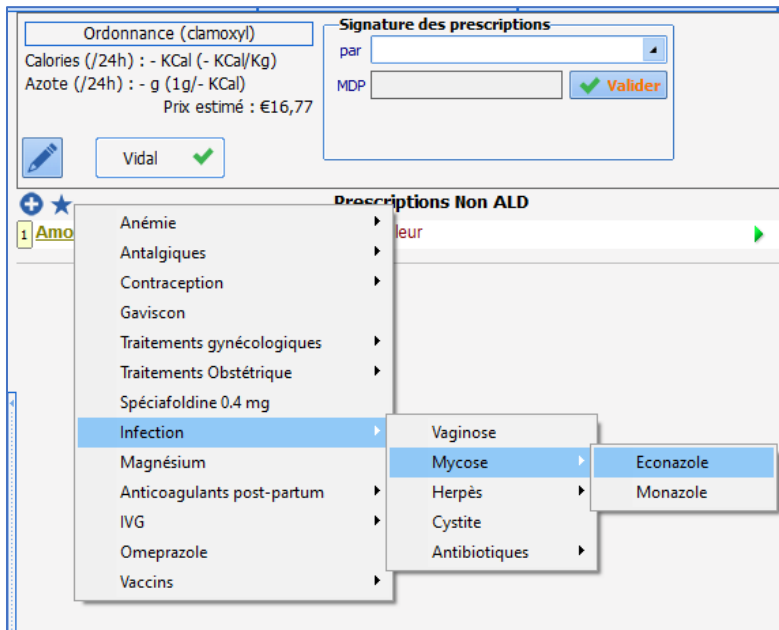 Ordonnance (clamoxyl)
Calories (/24h) : - KCal (- KCal/Kg)
Azote (/24h) : - g (1g/- KCal)
Prix estimé : €16,77
Vidal
Signature des prescriptions
par
MDP
Valider
Prescriptions Non ALD
1 Amo leur
Anémie
Antalgiques
Contraception
Gaviscon
Traitements gynécologiques
Traitements Obstétrique
Spéciafoldine 0.4 mg
Infection
Magnésium
Anticoagulants post-partum
IVG
Omeprazole
Vaccins
Vaginose
Mycose
Herpès
Cystite
Antibiotiques
Econazole
Monazole